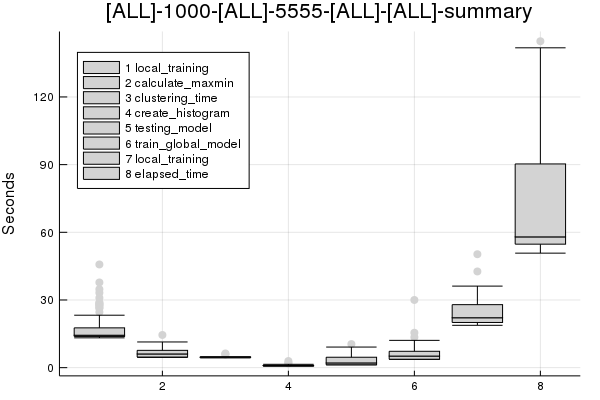 [ALL]-1000-[ALL]-5555-[ALL]-[ALL]-summary
1 local_training
2 calculate_maxmin
3 clustering_time
4 create_histogram
5 testing_model
6 train_global_model
7 local_training
8 elapsed_time
Seconds
120
90
60
30
0
2 4 6 8